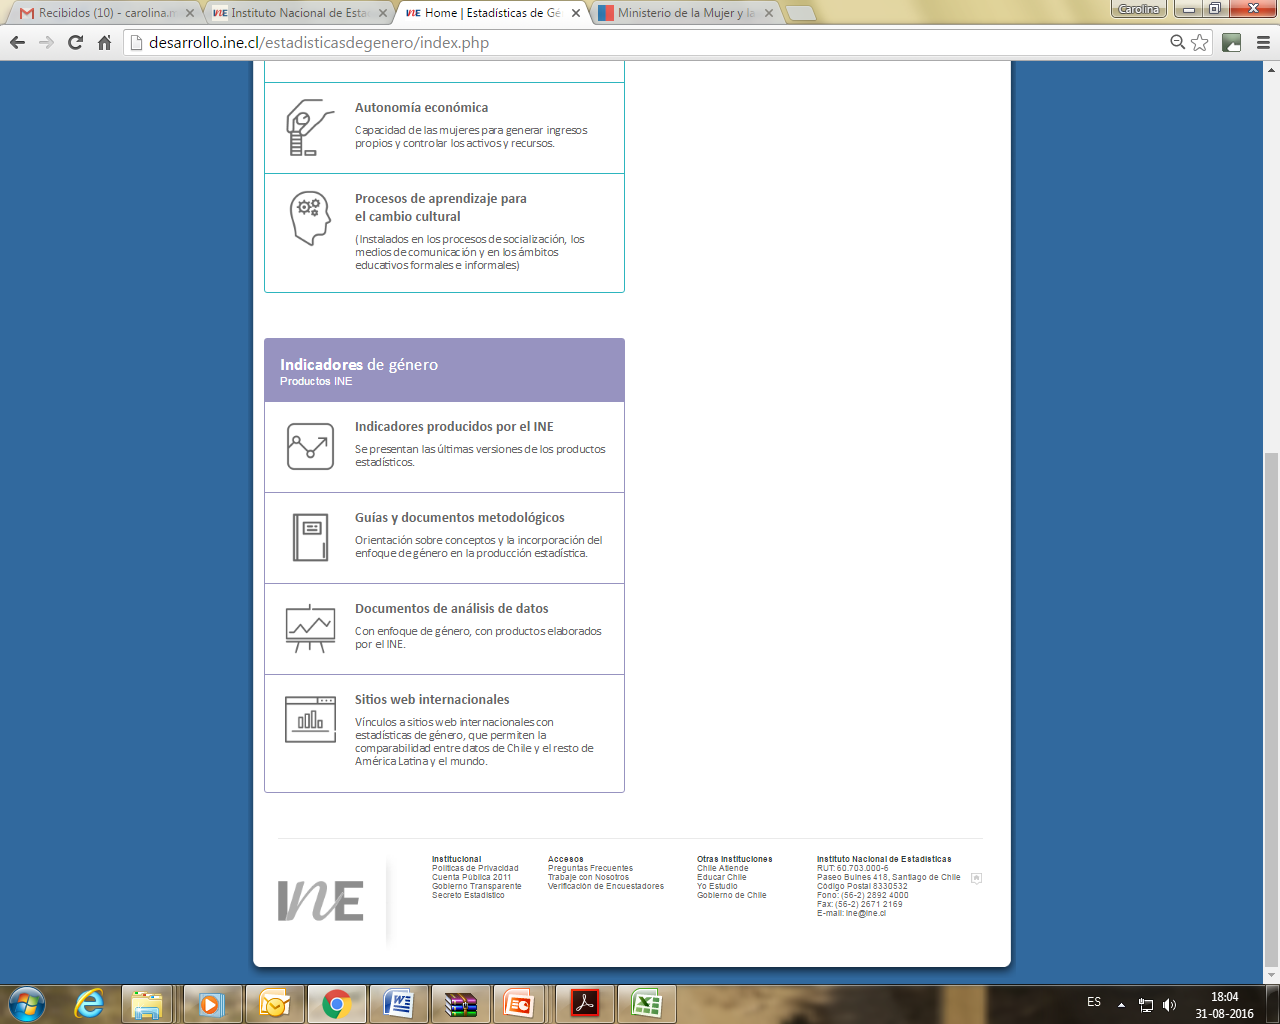 Recibidos (10) - carolina.m
Instituto Nacional de Esta
Home | Estadísticas de Gé
Ministerio de la Mujer y la
Carolina
desarrollo.ine.cl/estadisticasdegenero/index.php
Autonomía económica
Capacidad de las mujeres para generar ingresos
propios y controlar los activos y recursos.
Procesos de aprendizaje para
el cambio cultural
(Instalados en los procesos de socialización, los
medios de comunicación y en los ámbitos
educativos formales e informales)
Indicadores de género
Productos INE
Indicadores producidos por el INE
Se presentan las últimas versiones de los productos
estadísticos.
Guías y documentos metodológicos
Orientación sobre conceptos y la incorporación del
enfoque de género en la producción estadística.
Documentos de análisis de datos
Con enfoque de género, con productos elaborados
por el INE.
Sitios web internacionales
Vínculos a sitios web internacionales con
estadísticas de género, que permiten la
comparabilidad entre datos de Chile y el resto de
América Latina y el mundo.
INE
Institucional
Políticas de Privacidad
Cuenta Pública 2011
Gobierno Transparente
Secreto Estadístico
Accesos
Preguntas Frecuentes
Trabaje con Nosotros
Verificación de Encuestadores
Otras Instituciones
Chile Atiende
Educar Chile
Yo Estudio
Gobierno de Chile
Instituto Nacional de Estadísticas
RUT: 60.703.000-6
Paseo Bulnes 418, Santiago de Chile
Código Postal 8330532
Fono: (56-2) 2892 4000
Fax: (56-2) 2671 2169
E-mail: ine@ine.cl
ES
18:04
31-08-2016